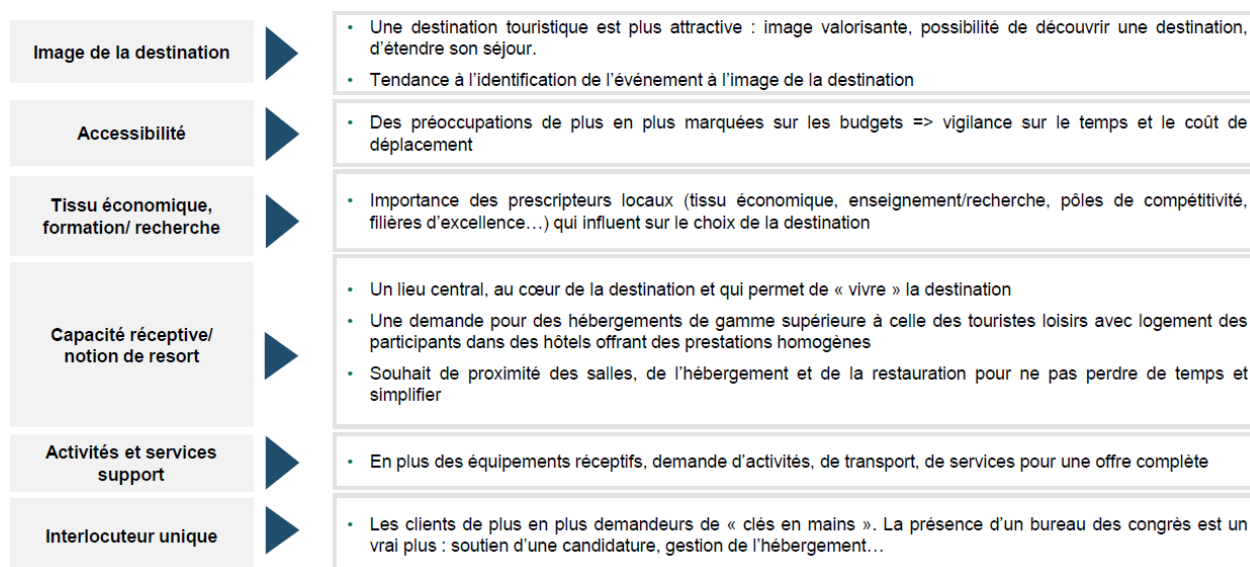 Image de la destination
• Une destination touristique est plus attractive : image valorisante, possibilité de découvrir une destination,
d’étendre son séjour.
• Tendance à l’identification de l’événement à l’image de la destination
Accessibilité
• Des préoccupations de plus en plus marquées sur les budgets => vigilance sur le temps et le coût de
déplacement
Tissu économique,
formation/ recherche
• Importance des prescripteurs locaux (tissu économique, enseignement/recherche, pôles de compétitivité,
filières d’excellence…) qui influent sur le choix de la destination
Capacité réceptive/
notion de resort
• Un lieu central, au cœur de la destination et qui permet de « vivre » la destination
• Une demande pour des hébergements de gamme supérieure à celle des touristes loisirs avec logement des
participants dans des hôtels offrant des prestations homogènes
• Souhait de proximité des salles, de l’hébergement et de la restauration pour ne pas perdre de temps et
simplifier
Activités et services
support
• En plus des équipements réceptifs, demande d’activités, de transport, de services pour une offre complète
Interlocuteur unique
• Les clients de plus en plus demandeurs de « clés en mains ». La présence d’un bureau des congrès est un
vrai plus : soutien d’une candidature, gestion de l’hébergement…